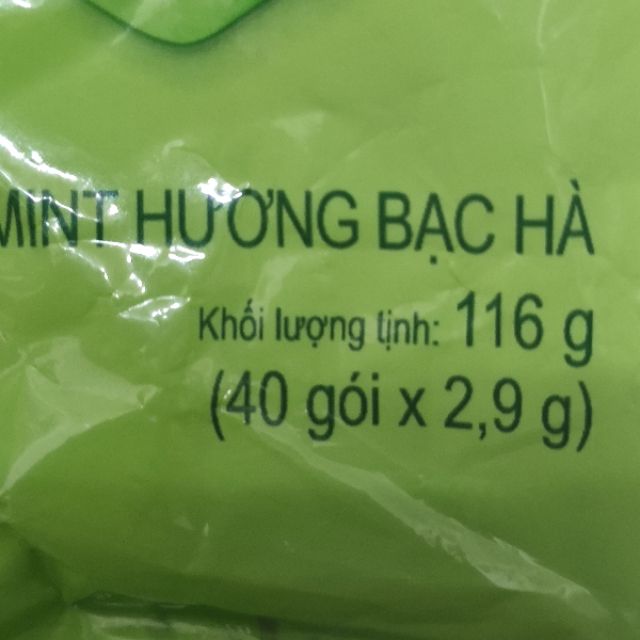 MINT HƯƠNG BẠC HÀ
Khối lượng tịnh: 116 g
(40 gói x 2,9 g)